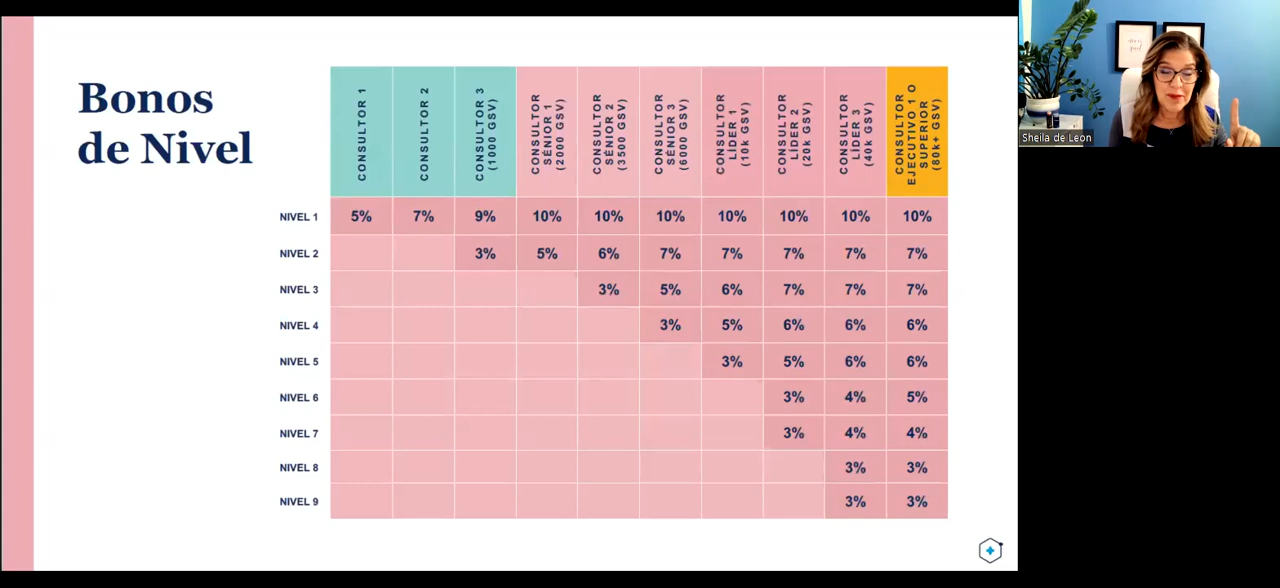 Bonos
de Nivel
CONSULTOR 1
CONSULTOR 2
CONSULTOR 3
(1000 GSV)
CONSULTOR
SÉNIOR 1
(2000 GSV)
CONSULTOR
SÉNIOR 2
(3500 GSV)
CONSULTOR
SÉNIOR 3
(6000 GSV)
CONSULTOR
LIDER 1
(10k GSV)
CONSULTOR
LIDER 2
(20k GSV)
CONSULTOR
LIDER 3
(40k GSV)
CONSULTOR
EJECUTIVO 1 O
SUPERIOR
(80k+ GSV)
NIVEL 1 5% 7% 9% 10% 10% 10% 10% 10% 10% 10%
NIVEL 2 3% 5% 6% 7% 7% 7% 7% 7%
NIVEL 3 3% 5% 6% 7% 7% 7%
NIVEL 4 3% 5% 6% 6% 6%
NIVEL 5 3% 5% 6% 6%
NIVEL 6 3% 4% 5%
NIVEL 7 3% 4% 4%
NIVEL 8 3% 3%
NIVEL 9 3% 3%
Sheila de Leon